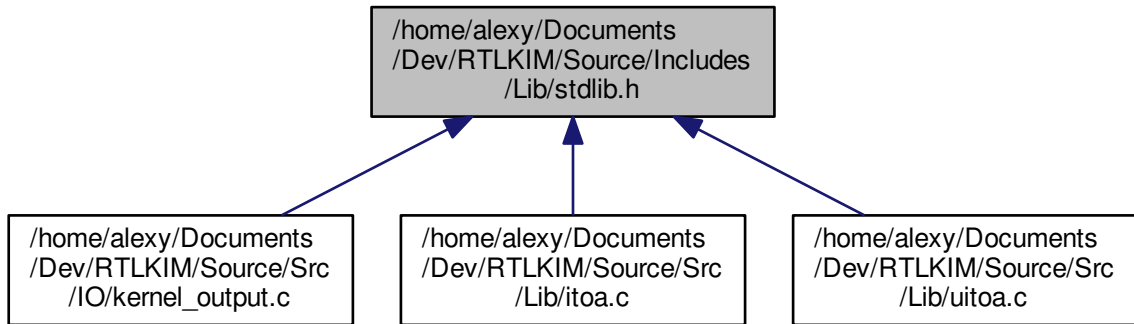 /home/alexy/Documents
/Dev/RTLKIM/Source/Includes
/Lib/stdlib.h
/home/alexy/Documents
/Dev/RTLKIM/Source/Src
/IO/kernel_output.c
/home/alexy/Documents
/Dev/RTLKIM/Source/Src
/Lib/itoa.c
/home/alexy/Documents
/Dev/RTLKIM/Source/Src
/Lib/uitoa.c